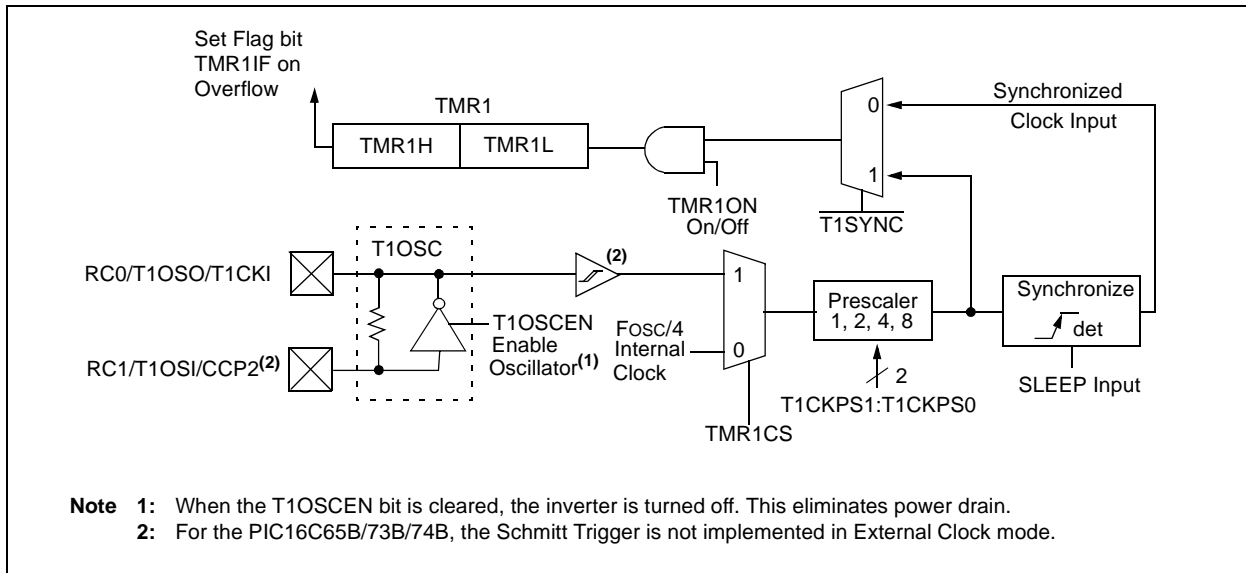 Set Flag bit
TMR1IF on
Overflow
TMR1
TMR1H
TMR1L
0
1
Synchronized
Clock Input
TMR1ON
On/Off
T1SYNC
T1OSC
RC0/T1OSO/T1CKI
(2)
1
0
Prescaler
1, 2, 4, 8
Synchronize
det
T1OSCEN
Enable
Oscillator(1)
FOSC/4
Internal
Clock
RC1/T1OSI/CCP2(2)
2
T1CKPS1:T1CKPS0
SLEEP Input
TMR1CS
Note 1: When the T1OSCEN bit is cleared, the inverter is turned off. This eliminates power drain.
2: For the PIC16C65B/73B/74B, the Schmitt Trigger is not implemented in External Clock mode.